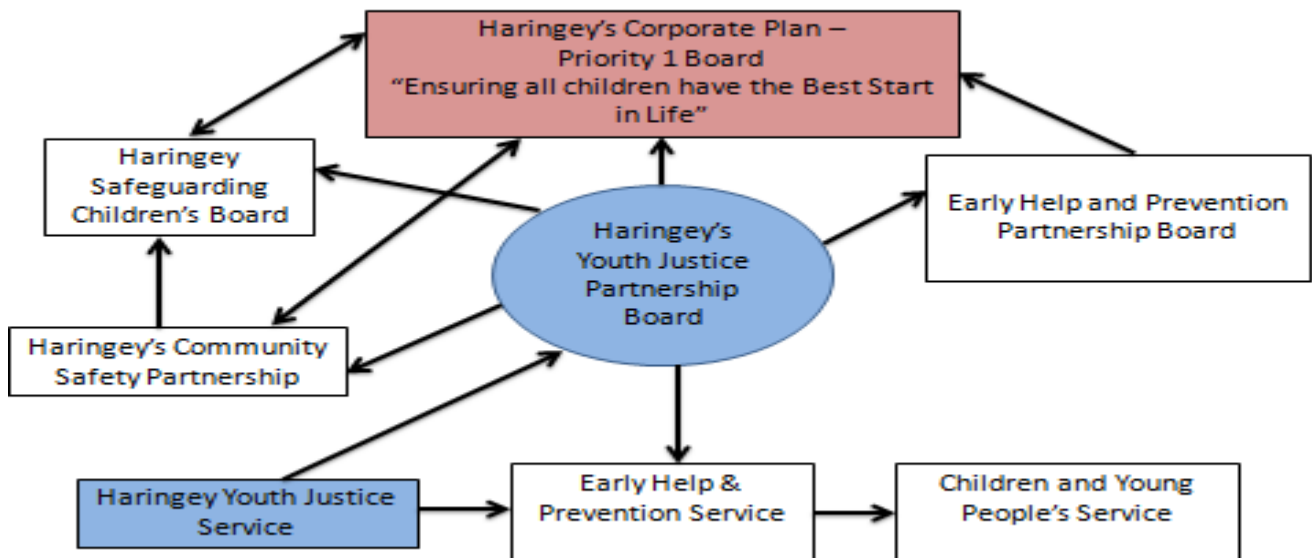 Haringey's Corporate Plan –
Priority 1 Board
“Ensuring all children have the Best Start
in Life”
Haringey
Safeguarding
Children's Board
Early Help and Prevention
Partnership Board
Haringey's
Youth Justice
Partnership
Board
Haringey's Community
Safety Partnership
Haringey Youth Justice
Service
Early Help &
Prevention Service
Children and Young
People's Service